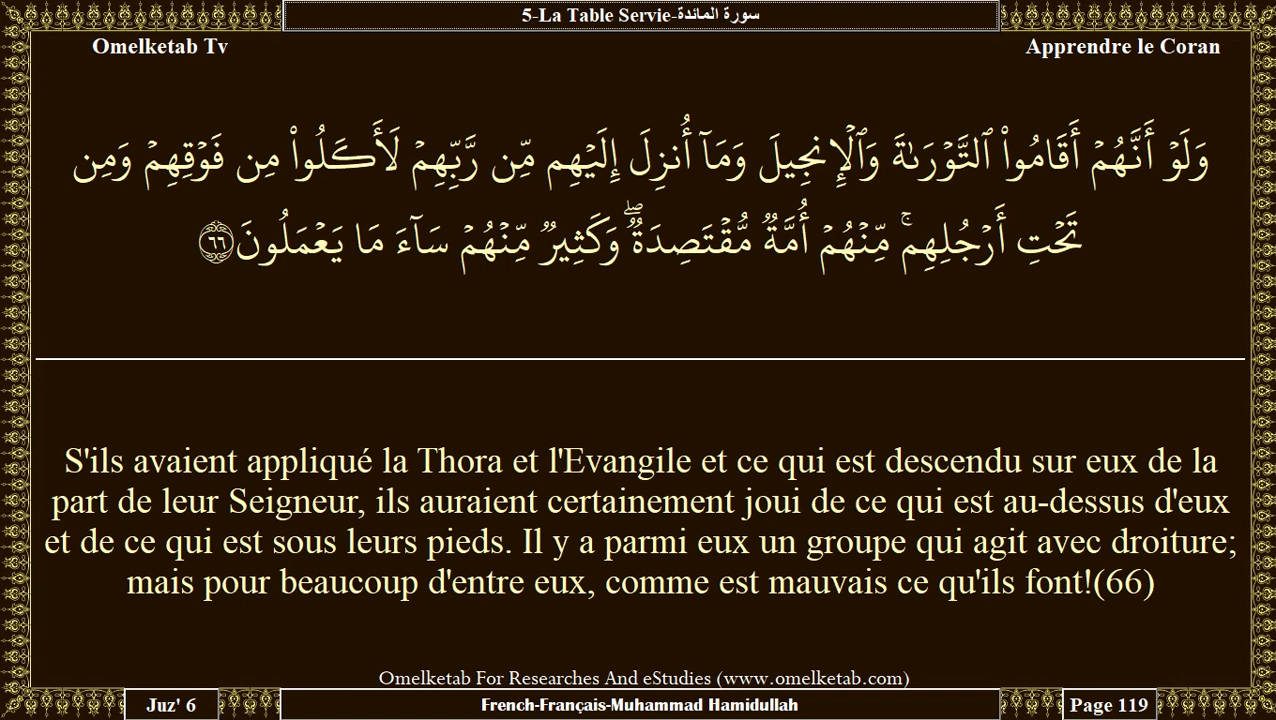 5-La Table Servie-سورة المائدة
Omelketab Tv
Apprendre le Coran
وَلَوۡ أَنَّهُمۡ أَقَامُواْ ٱلتَّوۡرَىٰةَ وَٱلۡإِنجِيلَ وَمَآ أُنزِلَ إِلَيۡهِم مِّن رَّبِّهِمۡ لَأَكَلُواْ مِن فَوۡقِهِمۡ وَمِن
تَحۡتِ أَرۡجُلِهِمۚ مِّنۡهُمۡ أُمَّةٞ مُّقۡتَصِدَةٞۖ وَكَثِيرٞ مِّنۡهُمۡ سَآءَ مَا يَعۡمَلُونَ ٦٦
S'ils avaient appliqué la Thora et l'Evangile et ce qui est descendu sur eux de la
part de leur Seigneur, ils auraient certainement joui de ce qui est au-dessus d'eux
et de ce qui est sous leurs pieds. Il y a parmi eux un groupe qui agit avec droiture;
mais pour beaucoup d'entre eux, comme est mauvais ce qu'ils font!(66)
Omelketab For Researches And eStudies (www.omelketab.com)
Juz' 6
French-Français-Muhammad Hamidullah
Page 119